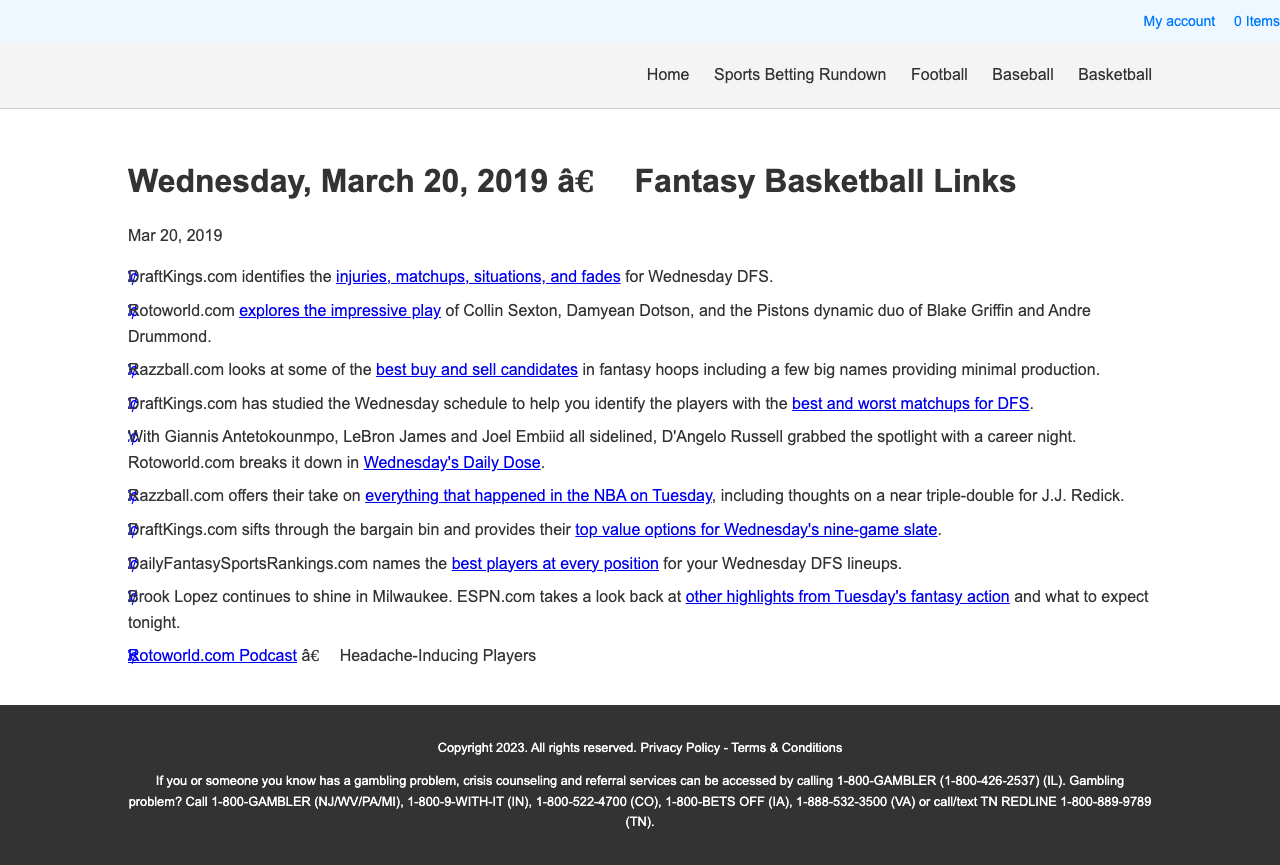 My account 0 Items
Home Sports Betting Rundown Football Baseball Basketball
Wednesday, March 20, 2019 â€ Fantasy Basketball Links
Mar 20, 2019
DraftKings.com identifies the injuries, matchups, situations, and fades for Wednesday DFS.
Rotoworld.com explores the impressive play of Collin Sexton, Damyean Dotson, and the Pistons dynamic duo of Blake Griffin and Andre
Drummond.
Razzball.com looks at some of the best buy and sell candidates in fantasy hoops including a few big names providing minimal production.
DraftKings.com has studied the Wednesday schedule to help you identify the players with the best and worst matchups for DFS.
With Giannis Antetokounmpo, LeBron James and Joel Embiid all sidelined, D'Angelo Russell grabbed the spotlight with a career night.
Rotoworld.com breaks it down in Wednesday's Daily Dose.
Razzball.com offers their take on everything that happened in the NBA on Tuesday, including thoughts on a near triple-double for J.J. Redick.
DraftKings.com sifts through the bargain bin and provides their top value options for Wednesday's nine-game slate.
DailyFantasySportsRankings.com names the best players at every position for your Wednesday DFS lineups.
Brook Lopez continues to shine in Milwaukee. ESPN.com takes a look back at other highlights from Tuesday's fantasy action and what to expect
tonight.
Rotoworld.com Podcast â€ Headache-Inducing Players
Copyright 2023. All rights reserved. Privacy Policy - Terms & Conditions
If you or someone you know has a gambling problem, crisis counseling and referral services can be accessed by calling 1-800-GAMBLER (1-800-426-2537) (IL). Gambling
problem? Call 1-800-GAMBLER (NJ/WV/PA/MI), 1-800-9-WITH-IT (IN), 1-800-522-4700 (CO), 1-800-BETS OFF (IA), 1-888-532-3500 (VA) or call/text TN REDLINE 1-800-889-9789
(TN).